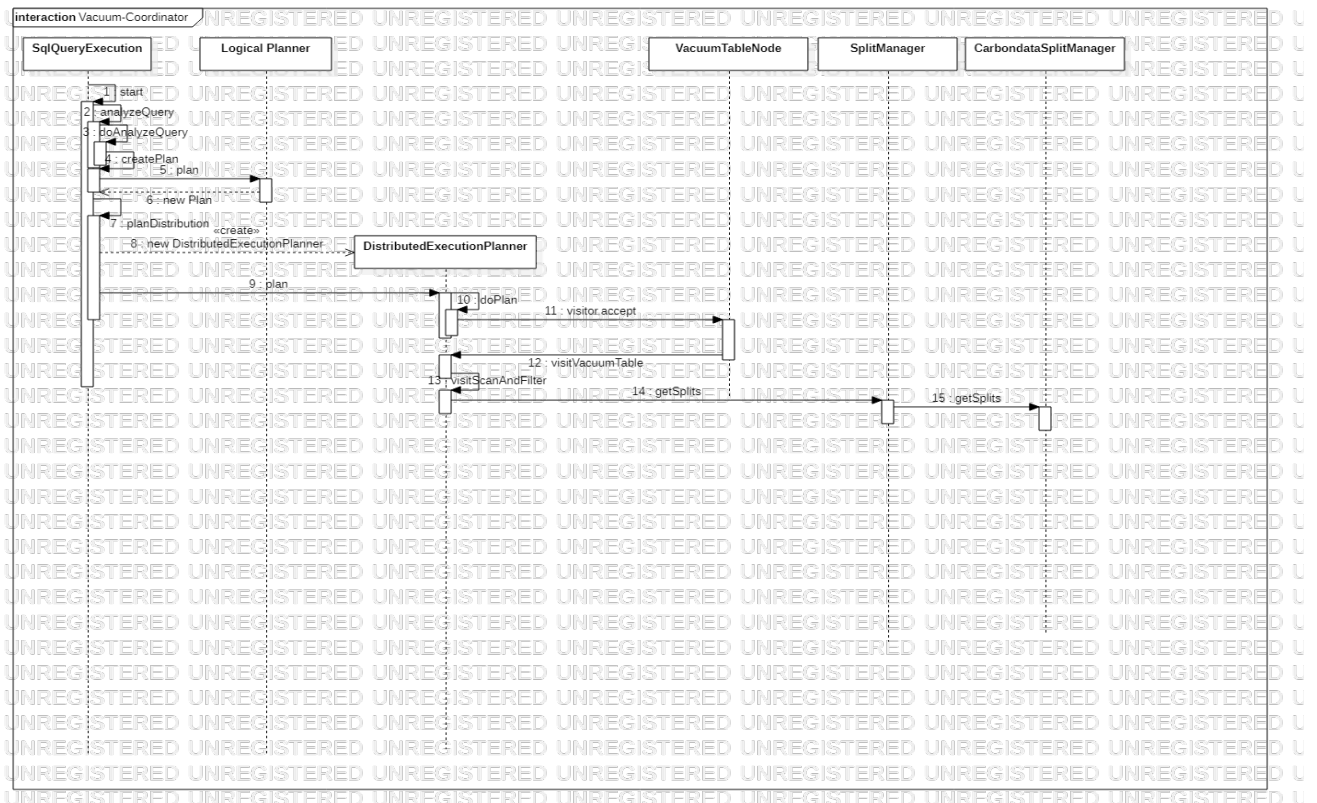 interaction Vacuum-Coordinator
SqlQueryExecution
Logical Planner
VacuumTableNode
SplitManager
CarbondataSplitManager
1 : start
2 : analyzeQuery
3 : doAnalyzeQuery
4 : createPlan
5 : plan
6 : new Plan
7 : planDistribution
«create»
8 : new DistributedExecutionPlanner
DistributedExecutionPlanner
9 : plan
10 : doPlan
11 : visitor.accept
12 : visitVacuumTable
13 : visitScanAndFilter
14 : getSplits
15 : getSplits
UNREGISTERED